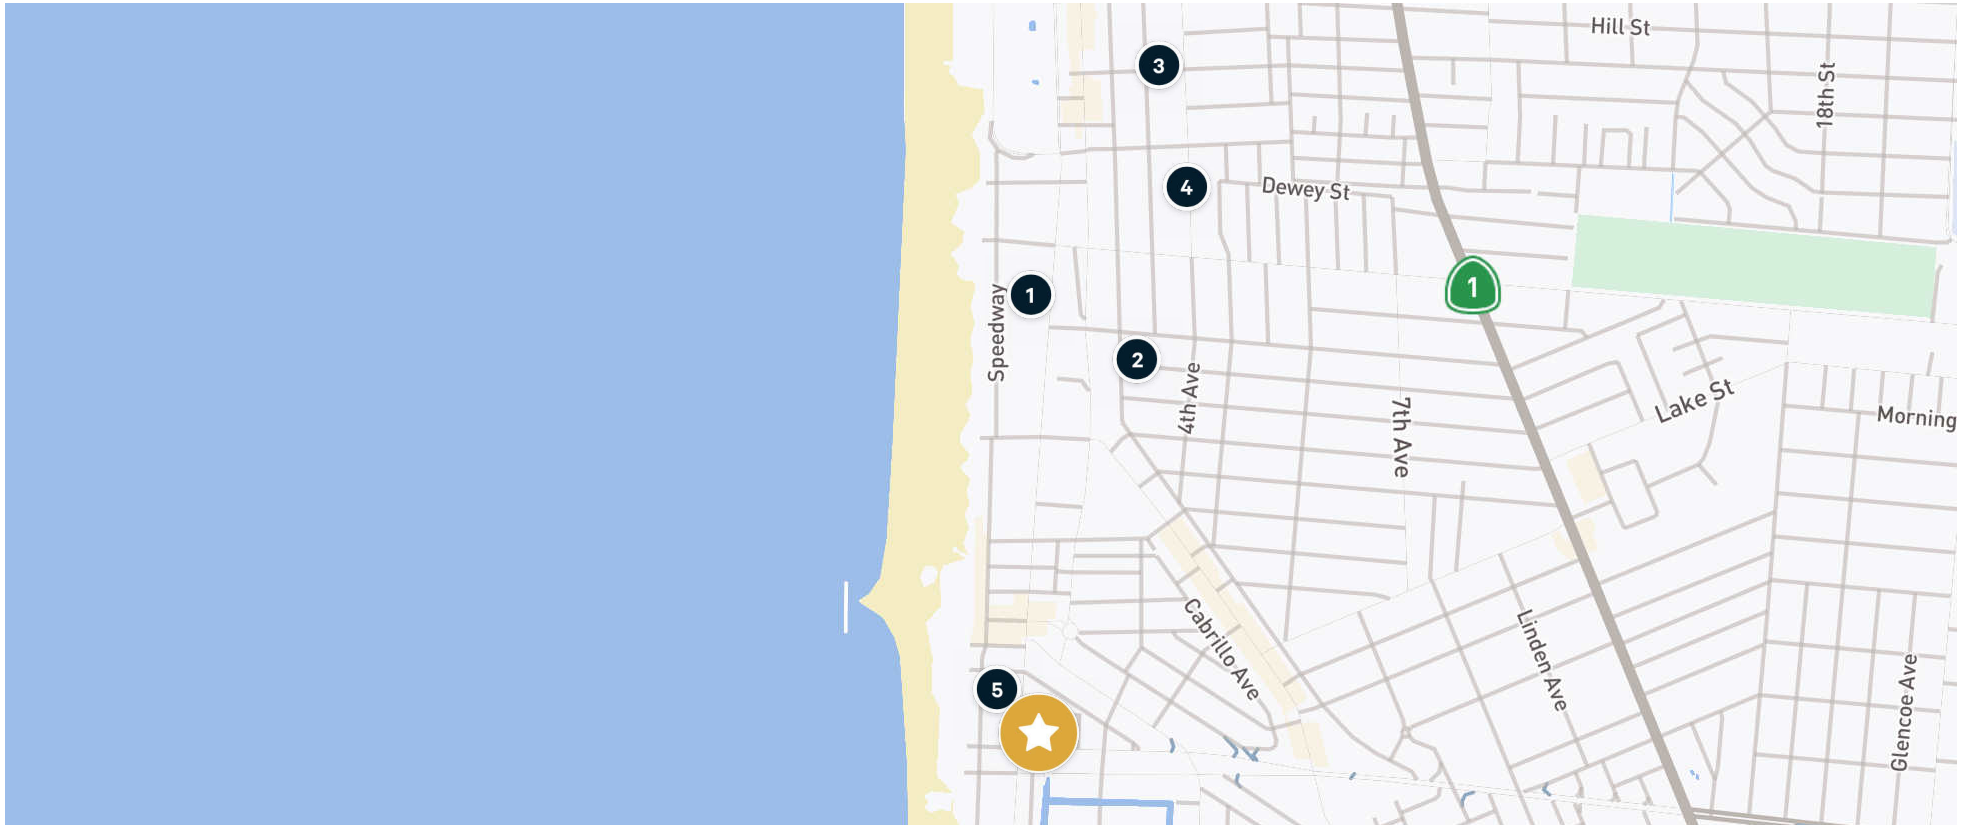 Hill St
3
18th St
4
Dewey St
1
1
Speedway
2
4th Ave
7th Ave
Lake St
Morning
Cabrillo Ave
Linden Ave
5
Glencoe Ave